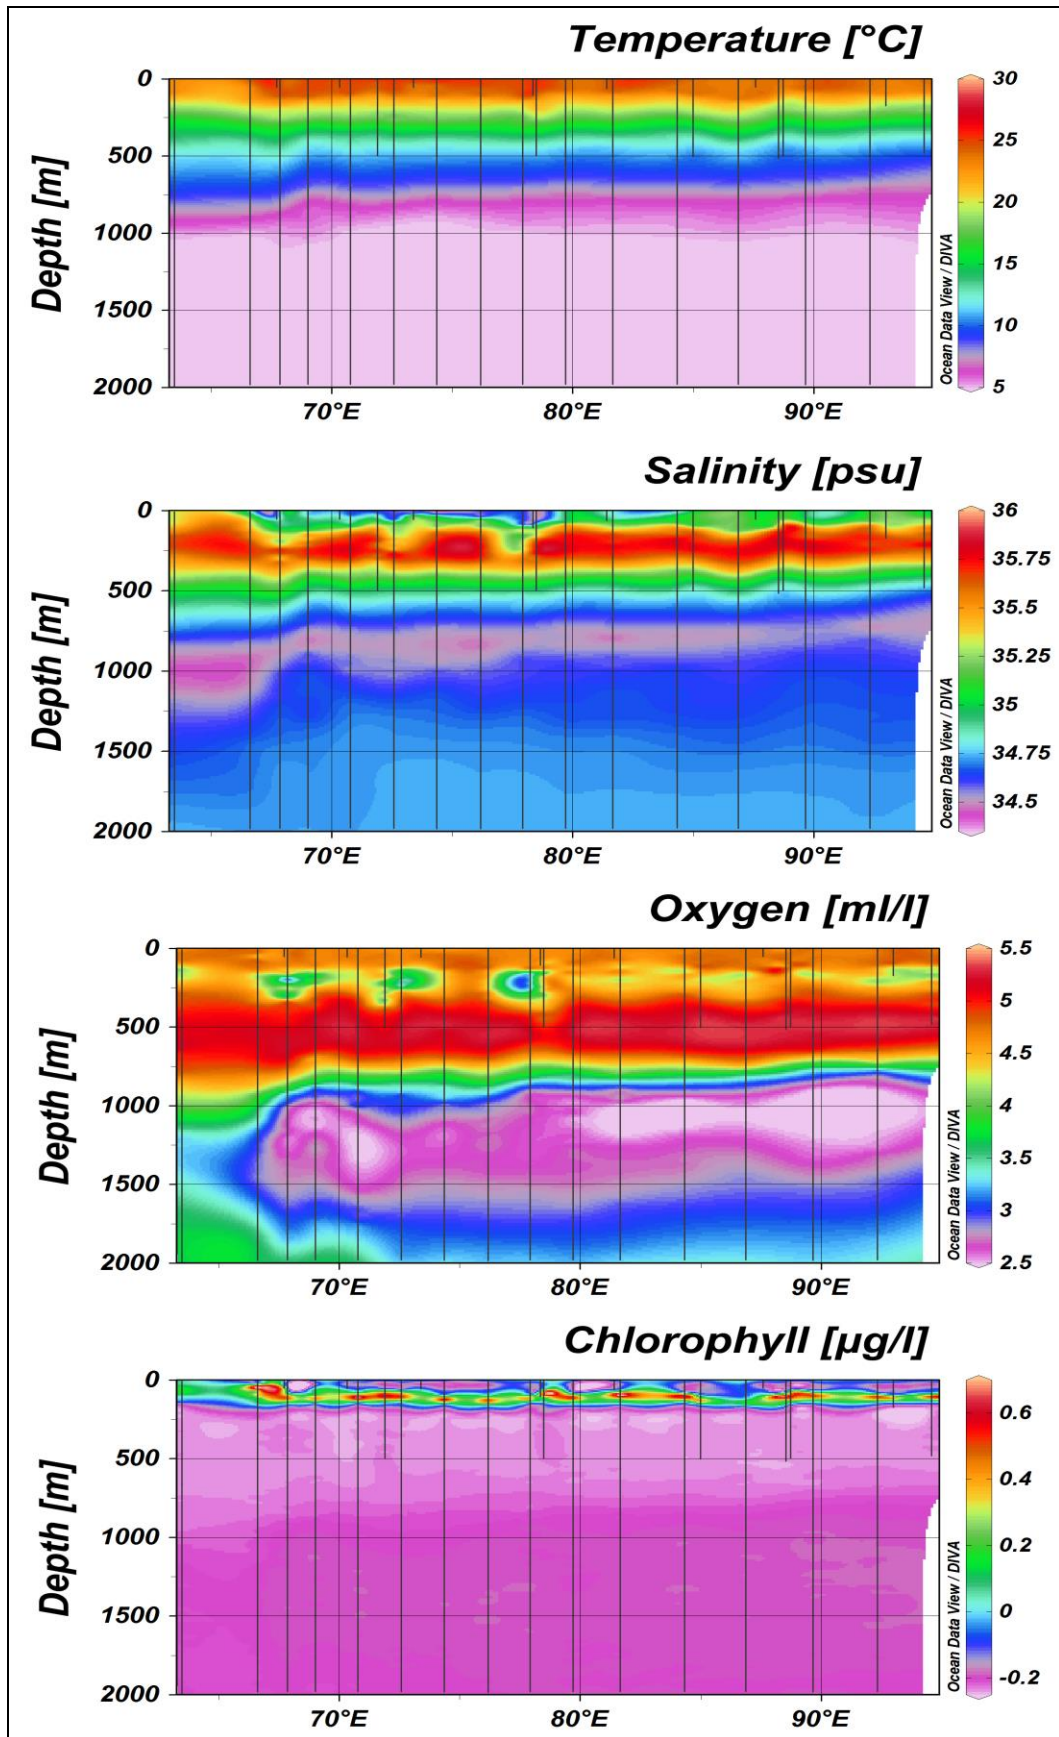 Temperature [°C]
0
500
1000
1500
2000
Depth [m]
70°E
80°E
90°E
30
25
20
15
10
5
Ocean Data View / DIVA
Salinity [psu]
0
500
1000
1500
2000
Depth [m]
70°E
80°E
90°E
36
35.75
35.5
35.25
35
34.75
34.5
Ocean Data View / DIVA
Oxygen [ml/l]
0
500
1000
1500
2000
Depth [m]
70°E
80°E
90°E
5.5
5
4.5
4
3.5
3
2.5
Ocean Data View / DIVA
Chlorophyll [µg/l]
0
500
1000
1500
2000
Depth [m]
70°E
80°E
90°E
0.6
0.4
0.2
0
-0.2
Ocean Data View / DIVA